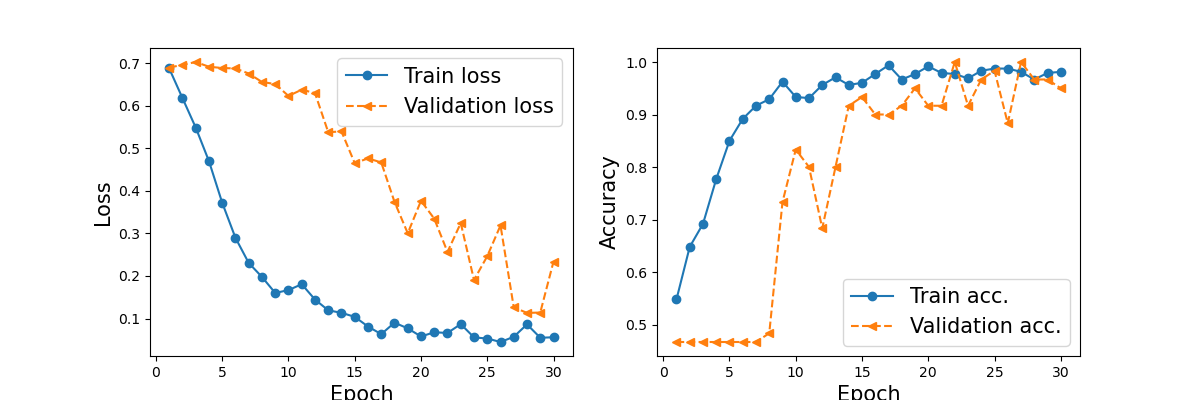 0.7
0.6
0.5
0.4
0.3
0.2
0.1
Loss
Train loss
Validation loss
0 5 10 15 20 25 30
Epoch
1.0
0.9
0.8
0.7
0.6
0.5
Accuracy
Train acc.
Validation acc.
0 5 10 15 20 25 30
Epoch